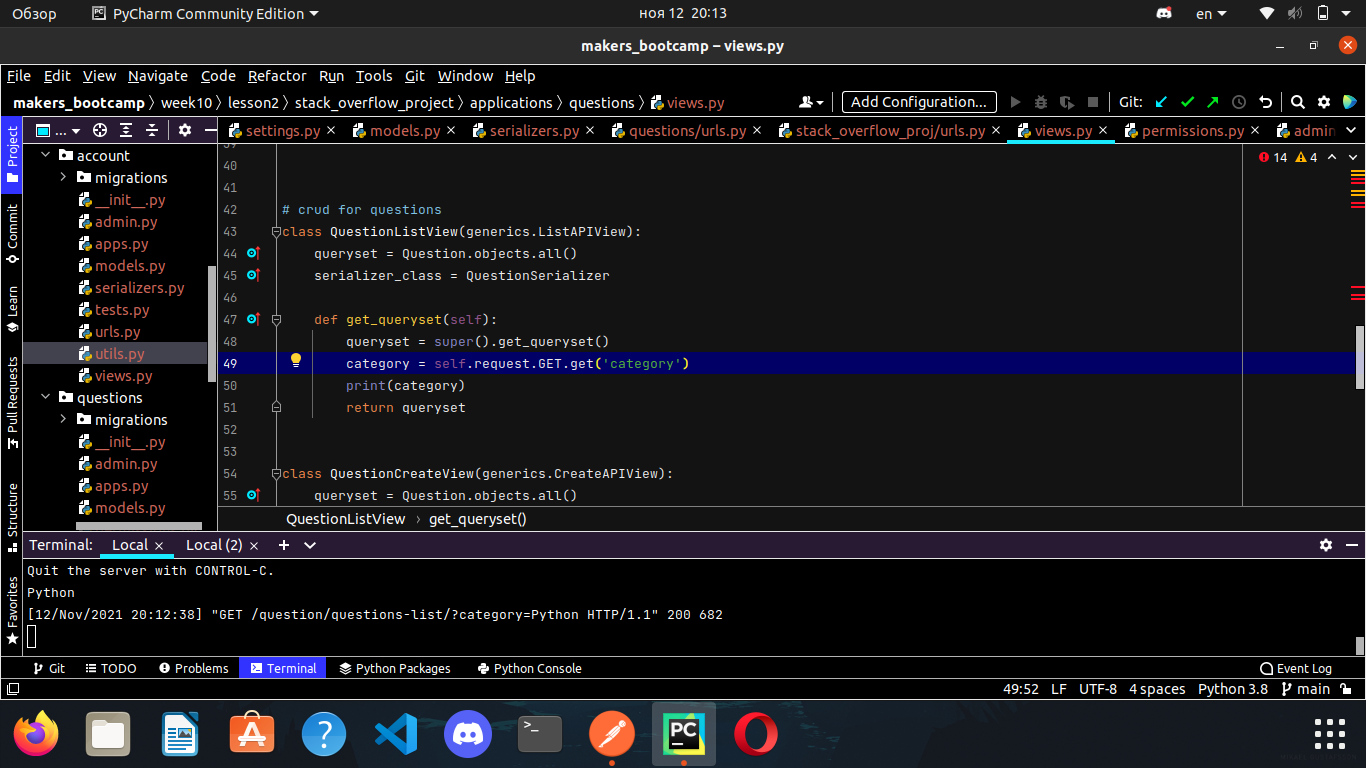 Обзор PyCharm Community Edition ноя 12 20:13 en
makers_bootcamp – views.py
File Edit View Navigate Code Refactor Run Tools Git Window Help
makers_bootcamp week10 lesson2 stack_overflow_project applications questions views.py Add Configuration... Git:
... settings.py models.py serializers.py questions/urls.py stack_overflow_proj/urls.py views.py permissions.py admin
Project
Commit
Learn
Pull Requests
Structure
Favorites
account
migrations
__init__.py
admin.py
apps.py
models.py
serializers.py
tests.py
urls.py
utils.py
views.py
questions
migrations
__init__.py
admin.py
apps.py
models.py
14 4
39
40
41
42 # crud for questions
43 class QuestionListView(generics.ListAPIView):
44 queryset = Question.objects.all()
45 serializer_class = QuestionSerializer
46
47 def get_queryset(self):
48 queryset = super().get_queryset()
49 category = self.request.GET.get('category')
50 print(category)
51 return queryset
52
53
54 class QuestionCreateView(generics.CreateAPIView):
55 queryset = Question.objects.all()
QuestionListView › get_queryset()
Terminal: Local Local (2)
Quit the server with CONTROL-C.
Python
[12/Nov/2021 20:12:38] "GET /question/questions-list/?category=Python HTTP/1.1" 200 682
Git TODO Problems Terminal Python Packages Python Console Event Log
49:52 LF UTF-8 4 spaces Python 3.8 main
PC